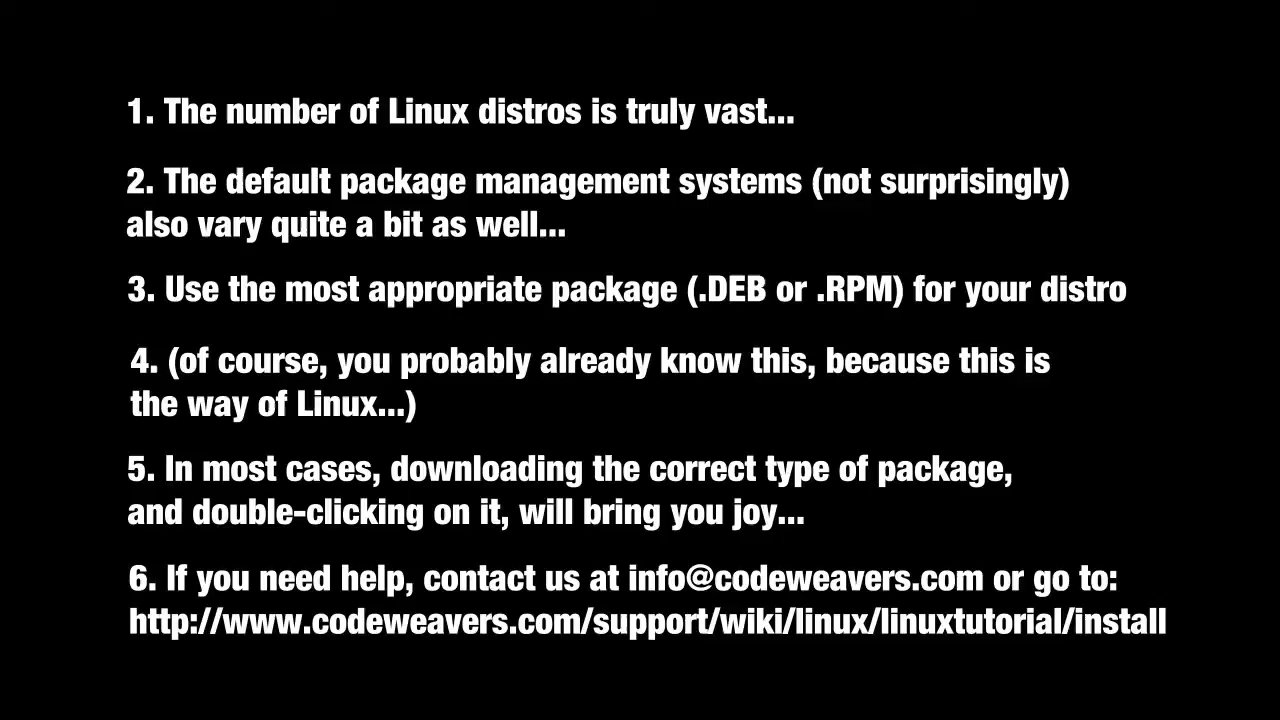 1. The number of Linux distros is truly vast...
2. The default package management systems (not surprisingly)
also vary quite a bit as well...
3. Use the most appropriate package (.DEB or .RPM) for your distro
4. (of course, you probably already know this, because this is
the way of Linux...)
5. In most cases, downloading the correct type of package,
and double-clicking on it, will bring you joy...
6. If you need help, contact us at info@codeweavers.com or go to:
http://www.codeweavers.com/support/wiki/linux/linuxtutorial/install